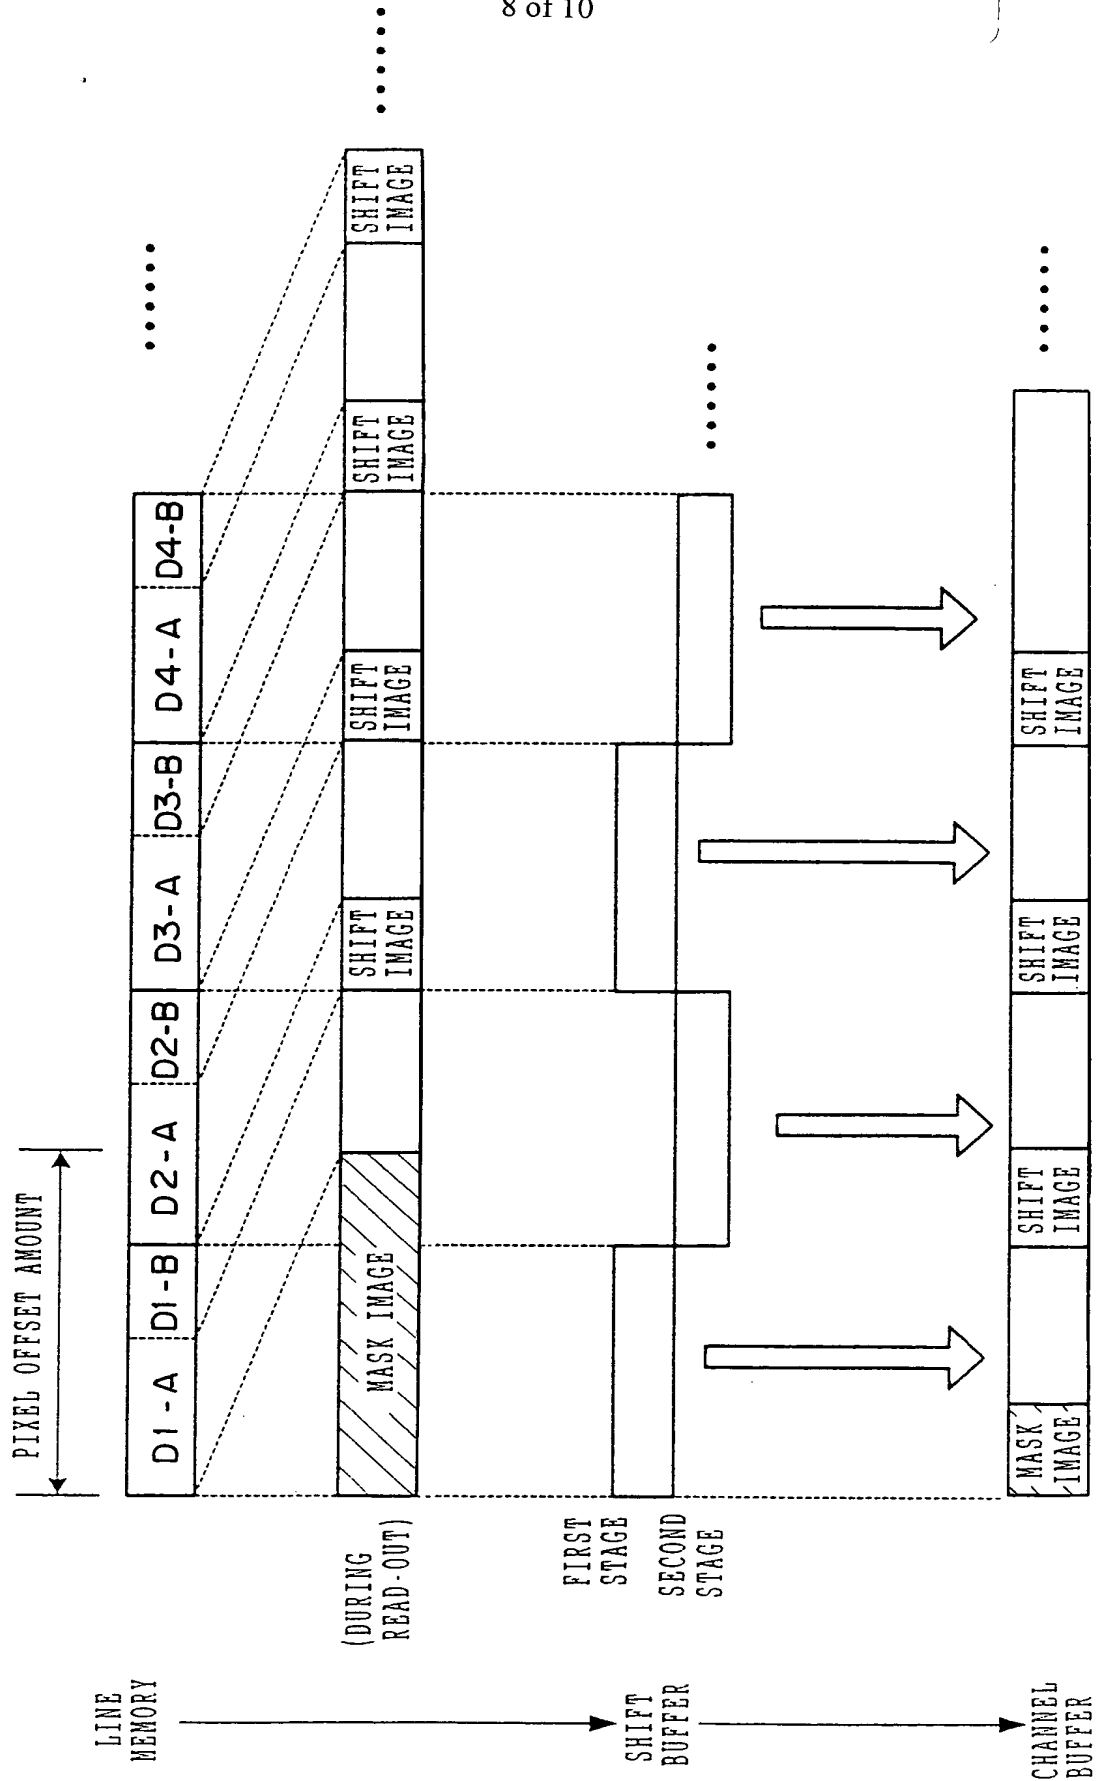 8 of 10
PIXEL OFFSET AMOUNT
LINE
MEMORY
D1-A
D1-B
D2-A
D2-B
D3-A
D3-B
D4-A
D4-B
(DURING
READ-OUT)
MASK IMAGE
SHIFT
IMAGE
SHIFT
IMAGE
SHIFT
IMAGE
SHIFT
IMAGE
SHIFT
BUFFER
FIRST
STAGE
SECOND
STAGE
CHANNEL
BUFFER
MASK
IMAGE
SHIFT
IMAGE
SHIFT
IMAGE
SHIFT
IMAGE